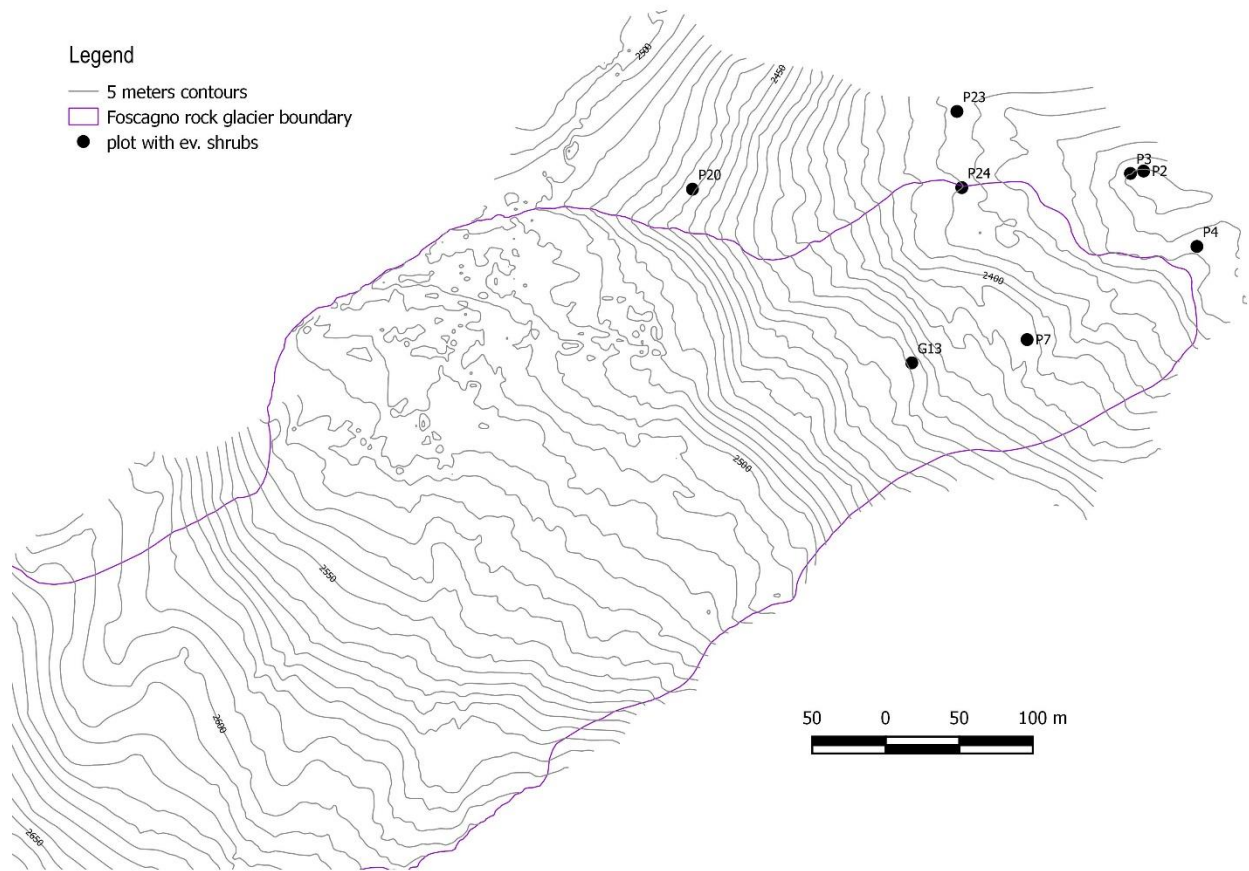 Legend
5 meters contours
Foscagno rock glacier boundary
plot with ev. shrubs
2500
2450
P23
P3
P2
P20
P24
P4
2400
P7
G13
2500
2550
2600
2650
50 0 50 100 m